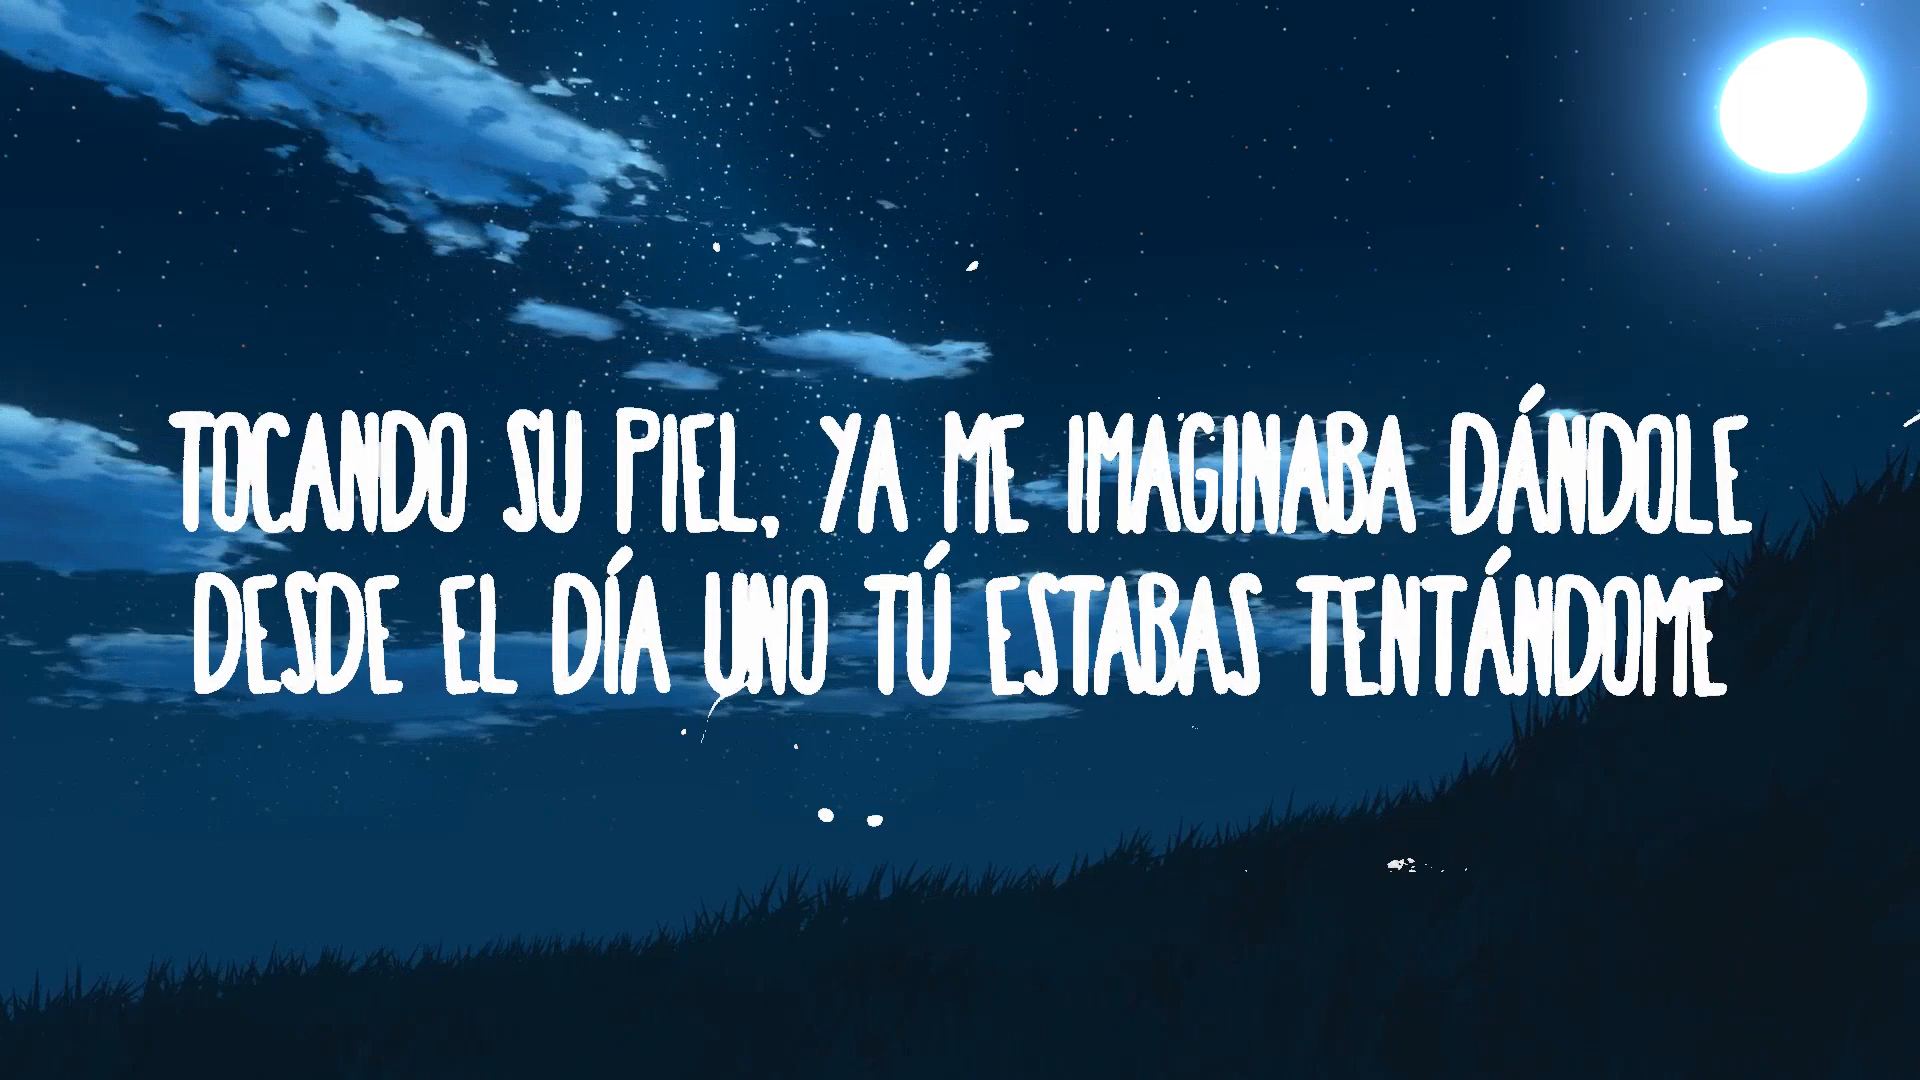 TOCANDO SU PIEL, YA ME IMAGINABA DÁNDOLE
DESDE EL DÍA UNO TÚ ESTABAS TENTÁNDOME